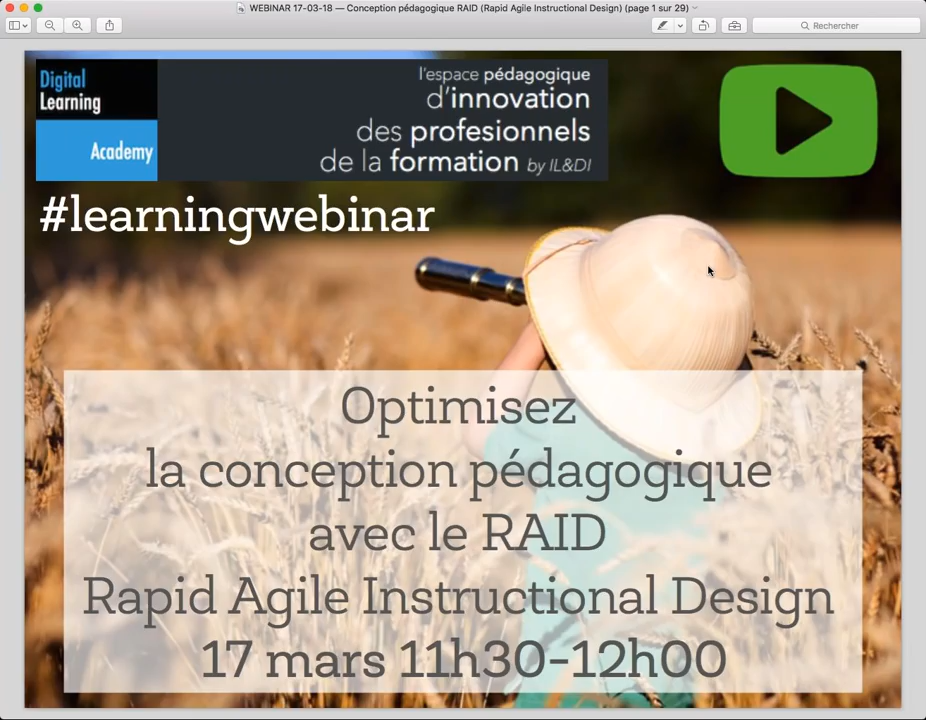 WEBINAR 17-03-18 — Conception pédagogique RAID (Rapid Agile Instructional Design) (page 1 sur 29)
Rechercher
Digital
Learning
Academy
l'espace pédagogique
d'innovation
des profesionnels
de la formation by IL&DI
#learningwebinar
Optimisez
la conception pédagogique
avec le RAID
Rapid Agile Instructional Design
17 mars 11h30-12h00